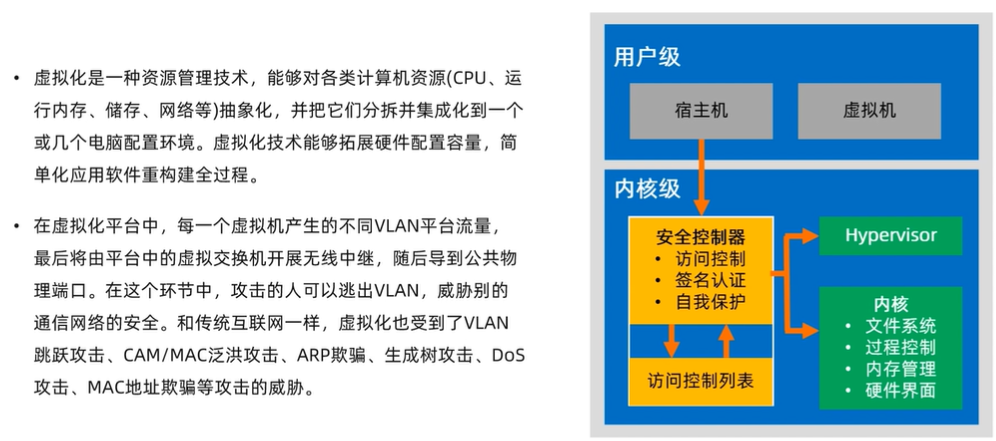 • 虚拟化是一种资源管理技术，能够对各类计算机资源(CPU、运
行内存、储存、网络等)抽象化，并把它们分拆并集成化到一个
或几个电脑配置环境。虚拟化技术能够拓展硬件配置容量，简
单化应用软件重构建全过程。
• 在虚拟化平台中，每一个虚拟机产生的不同VLAN平台流量，
最后将由平台中的虚拟交换机开展无线中继，随后导到公共物
理端口。在这个环节中，攻击的人可以逃出VLAN，威胁别的
通信网络的安全。和传统互联网一样，虚拟化也受到了VLAN
跳跃攻击、CAM/MAC泛洪攻击、ARP欺骗、生成树攻击、DoS
攻击、MAC地址欺骗等攻击的威胁。
用户级
宿主机
虚拟机
内核级
安全控制器
• 访问控制
• 签名认证
• 自我保护
访问控制列表
Hypervisor
内核
• 文件系统
• 过程控制
• 内存管理
• 硬件界面